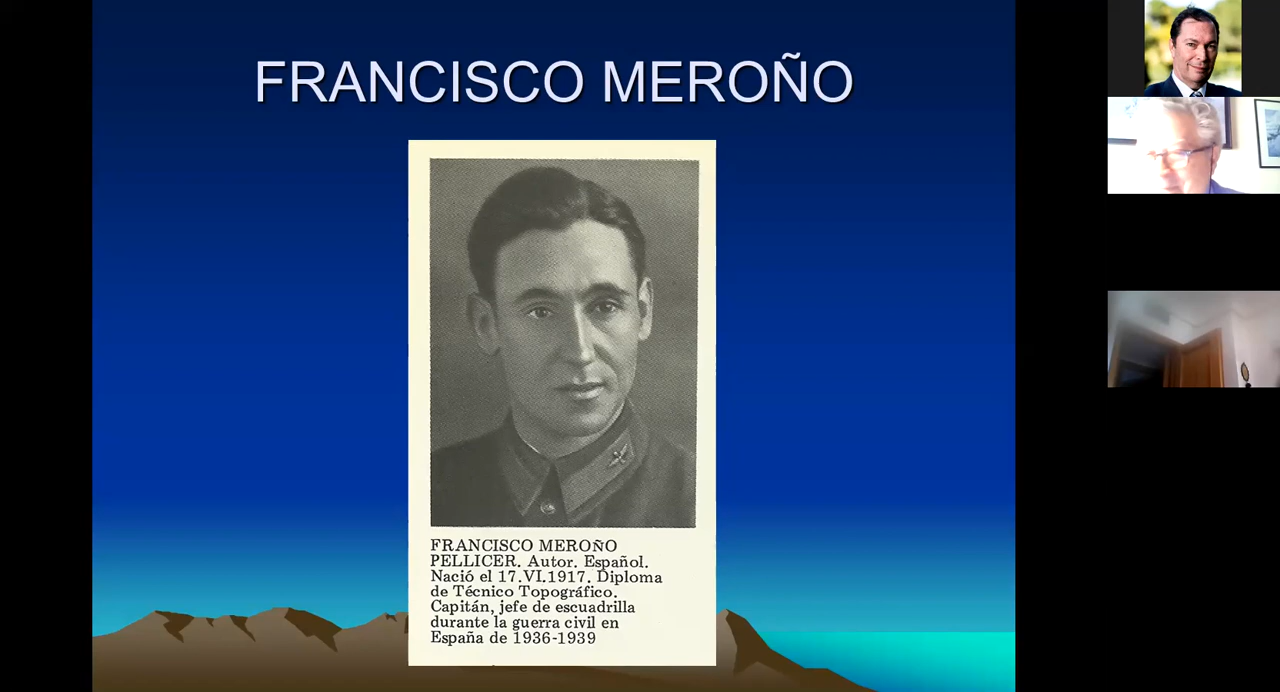 FRANCISCO MEROÑO
FRANCISCO MEROÑO
PELLICER. Autor. Español.
Nació el 17.VI.1917. Diploma
de Técnico Topográfico.
Capitán, jefe de escuadrilla
durante la guerra civil en
España de 1936-1939